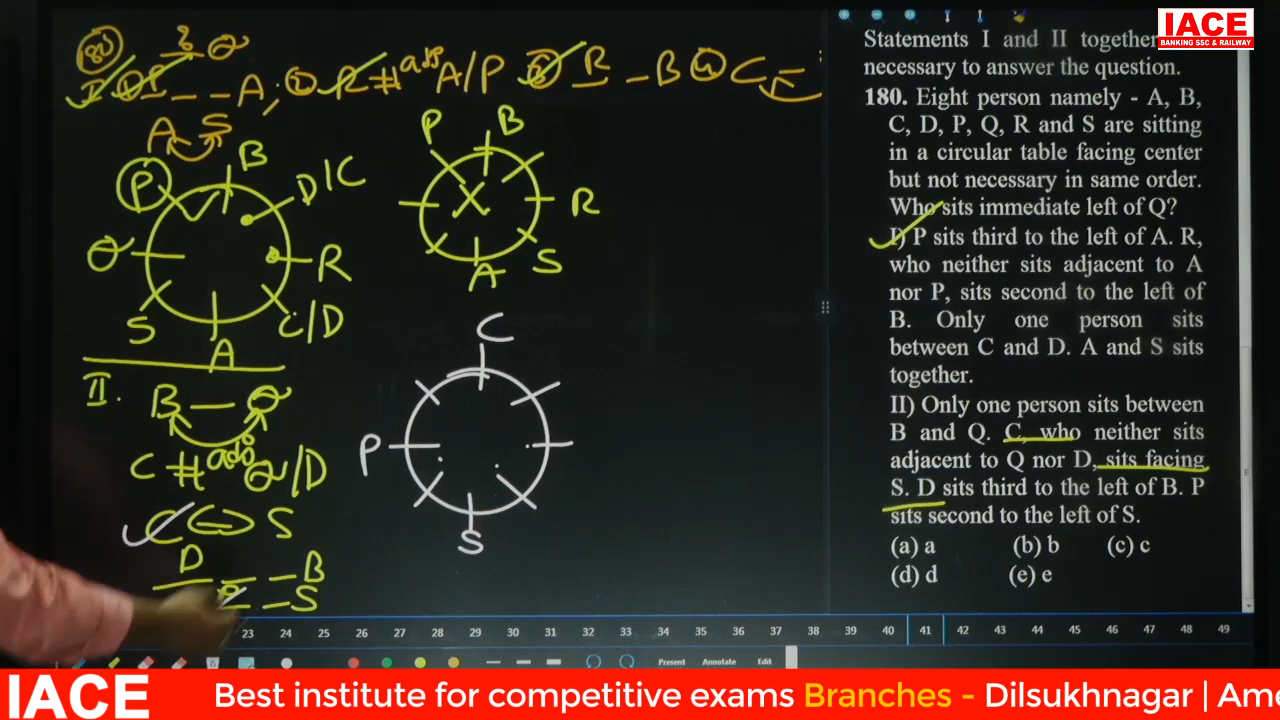 IACE
BANKING SSC & RAILWAY
Statements I and II together
necessary to answer the question.
180. Eight person namely - A, B,
C, D, P, Q, R and S are sitting
in a circular table facing center
but not necessary in same order.
Who sits immediate left of Q?
I) P sits third to the left of A. R,
who neither sits adjacent to A
nor P, sits second to the left of
B. Only one person sits
between C and D. A and S sits
together.
II) Only one person sits between
B and Q. C, who neither sits
adjacent to Q nor D, sits facing
S. D sits third to the left of B. P
sits second to the left of S.
(a) a (b) b (c) c
(d) d (e) e
180 Q
A; R # adj A/P R _ B C
A S
B
P D/C
Q R
S C/D
A
P B
R
S
A
II. B — Q
C # adj Q/D
C ⇔ S
D _ _ B
P _ S
C
P
S
23 24 25 26 27 28 29 30 31 32 33 34 35 36 37 38 39 40 41 42 43 44 45 46 47 48 49
Present Annotate Edit
IACE Best institute for competitive exams Branches - Dilsukhnagar | Ame